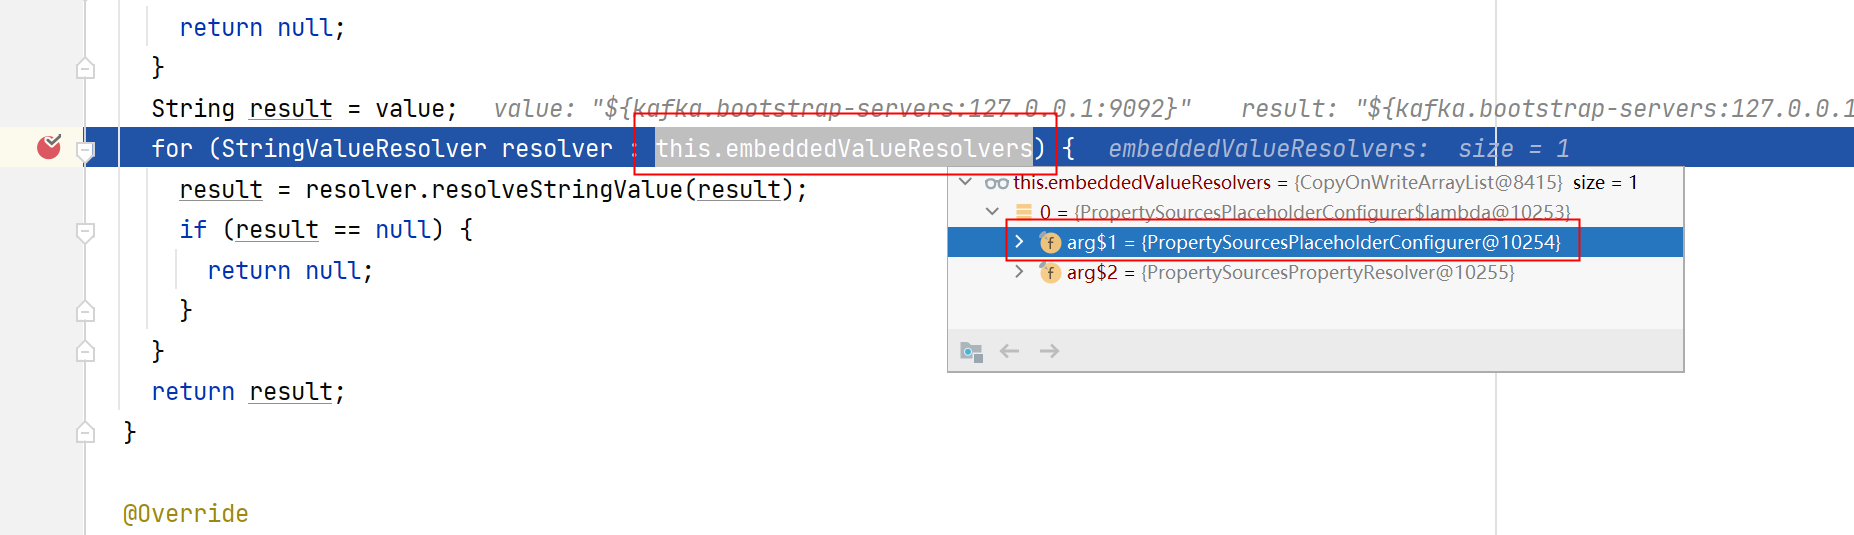 return null;
}
String result = value;   value: "${kafka.bootstrap-servers:127.0.0.1:9092}"   result: "${kafka.bootstrap-servers:127.0.0.1
for (StringValueResolver resolver : this.embeddedValueResolvers) {   embeddedValueResolvers:  size = 1
result = resolver.resolveStringValue(result);
if (result == null) {
return null;
}
}
return result;
}
@Override
this.embeddedValueResolvers = {CopyOnWriteArrayList@8415}  size = 1
0 = {PropertySourcesPlaceholderConfigurer$lambda@10253}
f arg$1 = {PropertySourcesPlaceholderConfigurer@10254}
f arg$2 = {PropertySourcesPropertyResolver@10255}